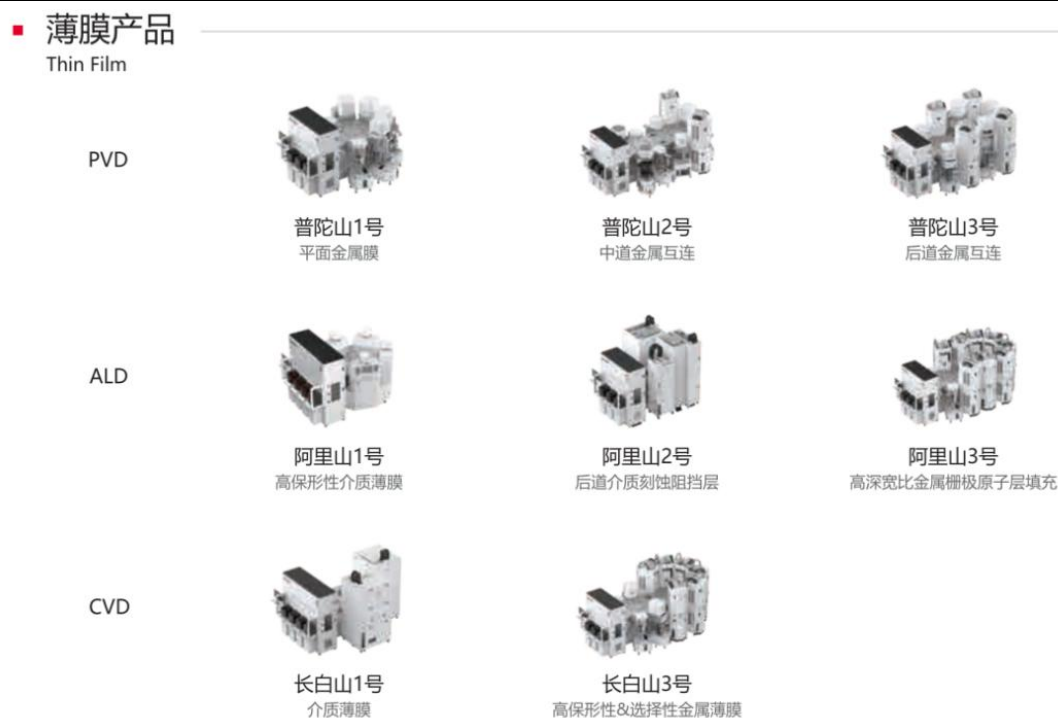 薄膜产品
Thin Film
PVD
普陀山1号
平面金属膜
普陀山2号
中道金属互连
普陀山3号
后道金属互连
ALD
阿里山1号
高保形性介质薄膜
阿里山2号
后道介质刻蚀阻挡层
阿里山3号
高深宽比金属栅极原子层填充
CVD
长白山1号
介质薄膜
长白山3号
高保形性&选择性金属薄膜